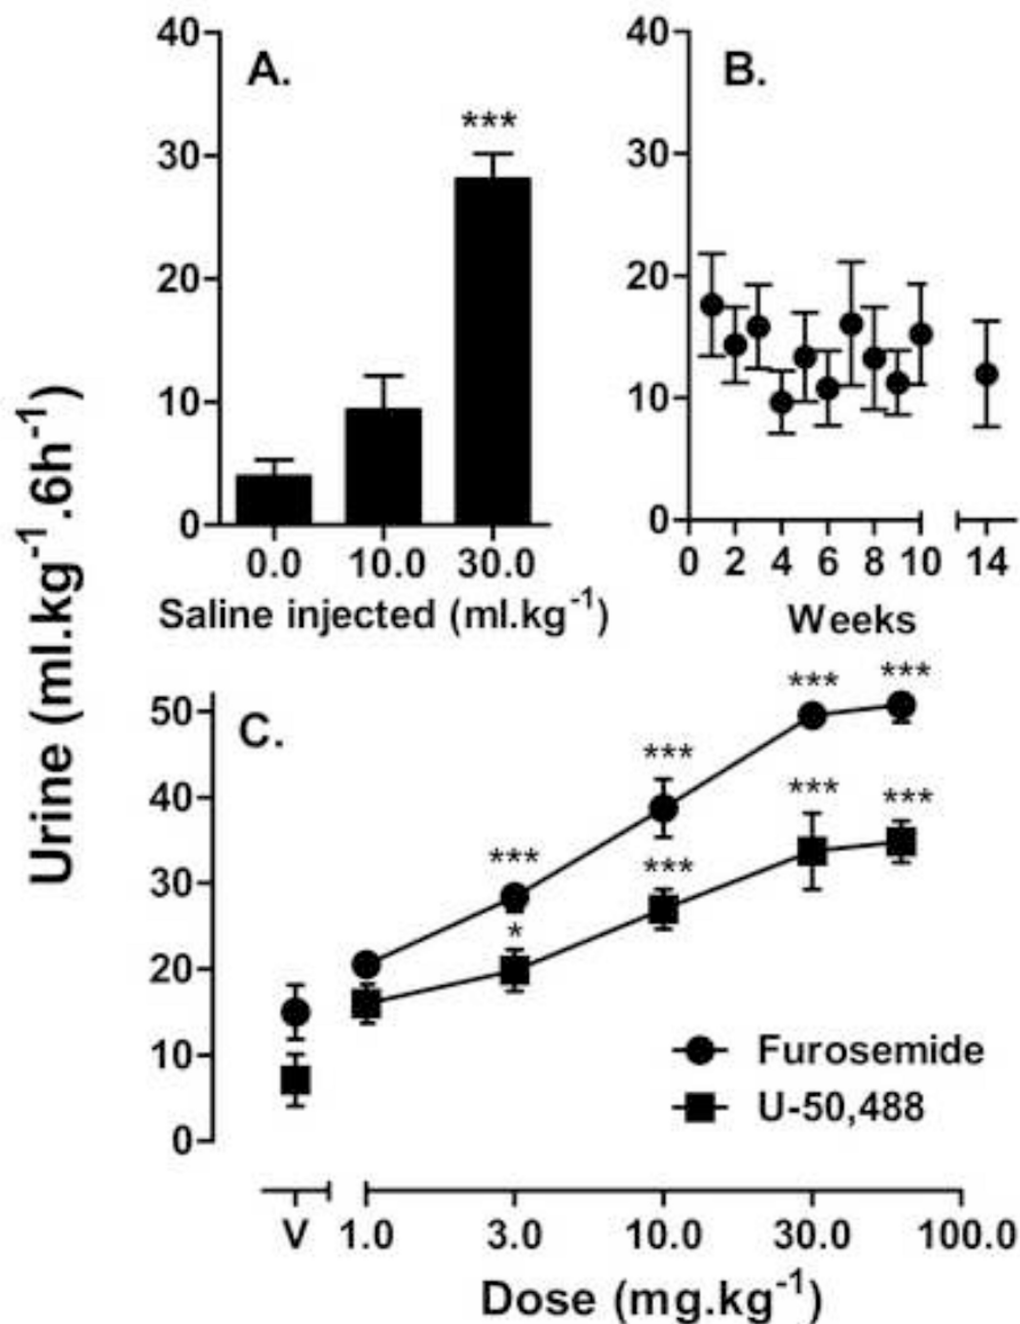 Urine (ml.kg⁻¹.6h⁻¹)
A.
40
30
20
10
0
***
0.0 10.0 30.0
Saline injected (ml.kg⁻¹)
B.
40
30
20
10
0
0 2 4 6 8 10 14
Weeks
C.
50
40
30
20
10
0
*** ***
***
*** ***
*** ***
*
Furosemide
U-50,488
V 1.0 3.0 10.0 30.0 100.0
Dose (mg.kg⁻¹)